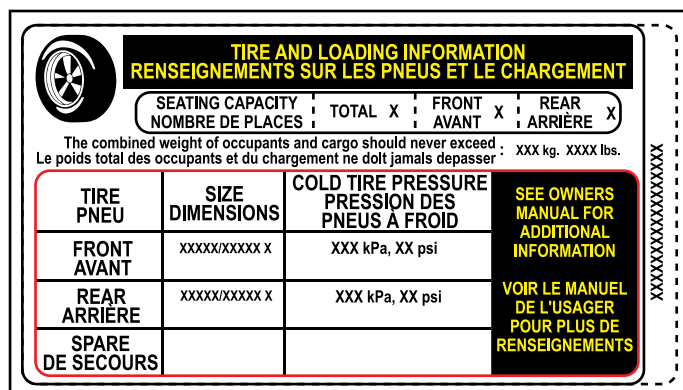 TIRE AND LOADING INFORMATION
RENSEIGNEMENTS SUR LES PNEUS ET LE CHARGEMENT
SEATING CAPACITY
NOMBRE DE PLACES
TOTAL X
FRONT
AVANT X
REAR
ARRIÈRE X
The combined weight of occupants and cargo should never exceed :
Le poids total des occupants et du chargement ne dolt jamais depasser
XXX kg. XXXX lbs.
TIRE
PNEU
SIZE
DIMENSIONS
COLD TIRE PRESSURE
PRESSION DES
PNEUS À FROID
FRONT
AVANT
XXXXX/XXXXX X
XXX kPa, XX psi
REAR
ARRIÈRE
XXXXX/XXXXX X
XXX kPa, XX psi
SPARE
DE SECOURS
SEE OWNERS
MANUAL FOR
ADDITIONAL
INFORMATION
VOIR LE MANUEL
DE L'USAGER
POUR PLUS DE
RENSEIGNEMENTS